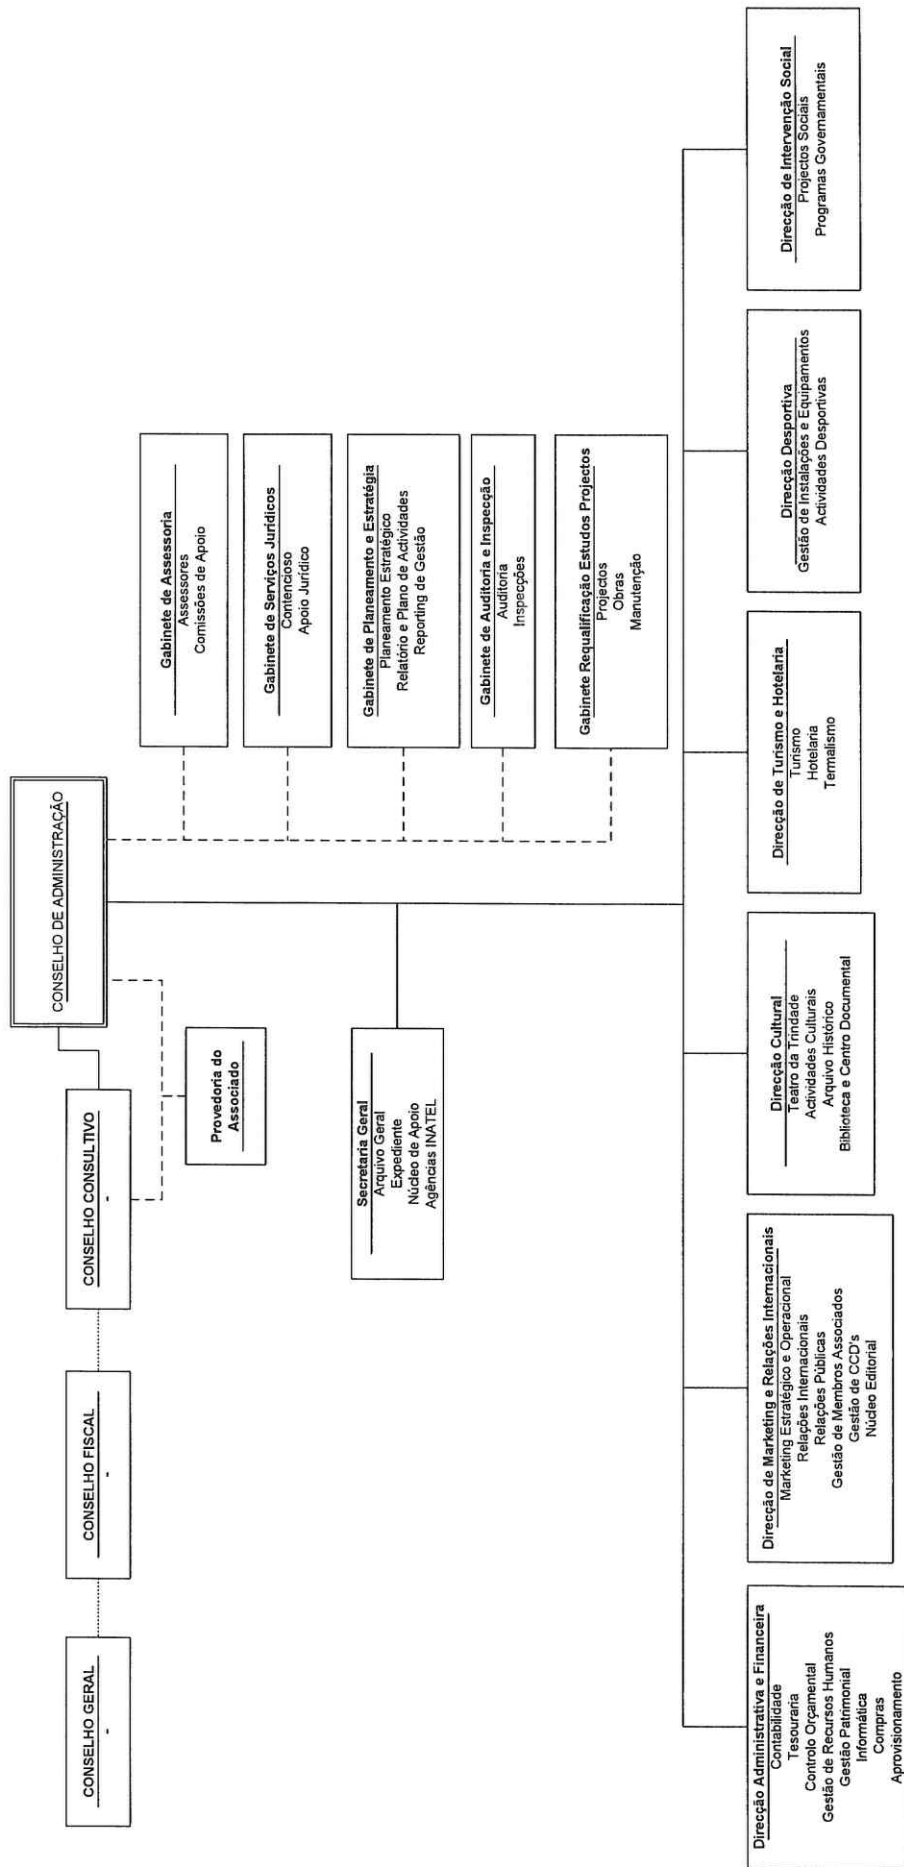 CONSELHO GERAL
-
CONSELHO FISCAL
-
CONSELHO CONSULTIVO
-
CONSELHO DE ADMINISTRAÇÃO
Provedoria do
Associado
Gabinete de Assessoria
Assessores
Comissões de Apoio
Gabinete de Serviços Jurídicos
Contencioso
Apoio Jurídico
Gabinete de Planeamento e Estratégia
Planeamento Estratégico
Relatório e Plano de Actividades
Reporting de Gestão
Gabinete de Auditoria e Inspecção
Auditoria
Inspecções
Gabinete Requalificação Estudos Projectos
Projectos
Obras
Manutenção
Secretaria Geral
Arquivo Geral
Expediente
Núcleo de Apoio
Agências INATEL
Direcção Administrativa e Financeira
Contabilidade
Tesouraria
Controlo Orçamental
Gestão de Recursos Humanos
Gestão Patrimonial
Informática
Compras
Aprovisionamento
Direcção de Marketing e Relações Internacionais
Marketing Estratégico e Operacional
Relações Internacionais
Relações Públicas
Gestão de Membros Associados
Gestão de CCD's
Núcleo Editorial
Direcção Cultural
Teatro da Trindade
Actividades Culturais
Arquivo Histórico
Biblioteca e Centro Documental
Direcção de Turismo e Hotelaria
Turismo
Hotelaria
Termalismo
Direcção Desportiva
Gestão de Instalações e Equipamentos
Actividades Desportivas
Direcção de Intervenção Social
Projectos Sociais
Programas Governamentais